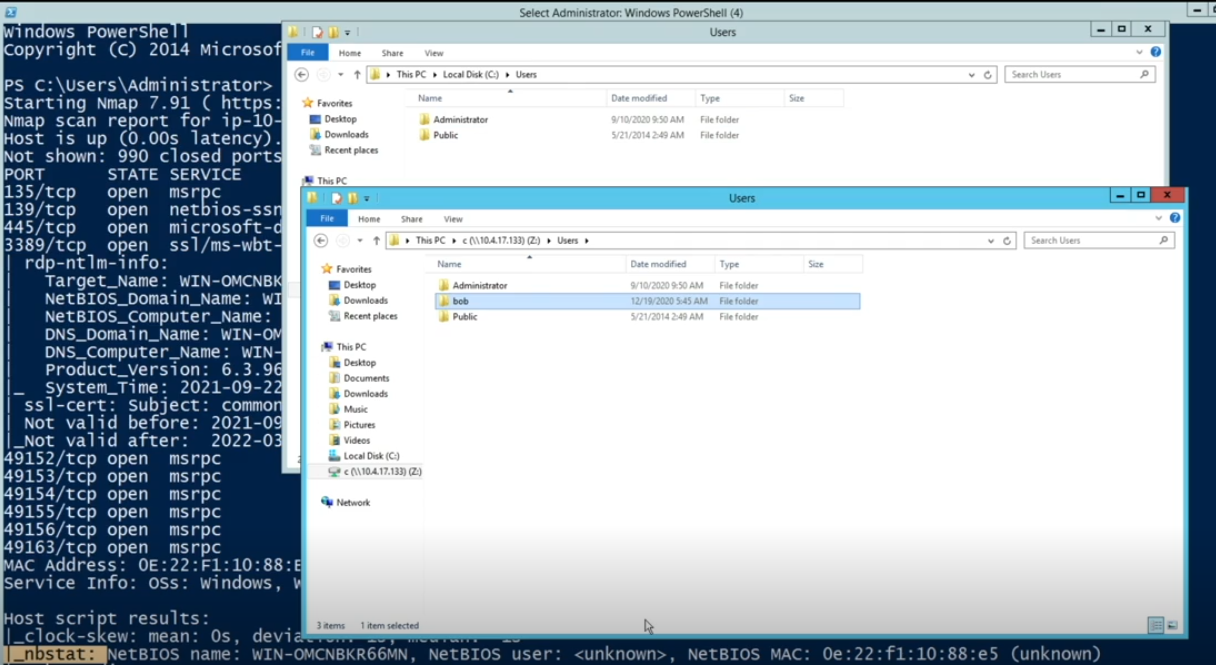 Select Administrator: Windows PowerShell (4)
Windows PowerShell
Copyright (C) 2014 Microsof
PS C:\Users\Administrator>
Starting Nmap 7.91 ( https:
Nmap scan report for ip-10-
Host is up (0.00s latency).
Not shown: 990 closed ports
PORT STATE SERVICE
135/tcp open msrpc
139/tcp open netbios-ssn
445/tcp open microsoft-d
3389/tcp open ssl/ms-wbt-
| rdp-ntlm-info:
| Target_Name: WIN-OMCNBK
| NetBIOS_Domain_Name: WI
| NetBIOS_Computer_Name:
| DNS_Domain_Name: WIN-OM
| DNS_Computer_Name: WIN-
| Product_Version: 6.3.96
|_ System_Time: 2021-09-22
| ssl-cert: Subject: common
| Not valid before: 2021-09
|_Not valid after: 2022-03
49152/tcp open msrpc
49153/tcp open msrpc
49154/tcp open msrpc
49155/tcp open msrpc
49156/tcp open msrpc
49163/tcp open msrpc
MAC Address: 0E:22:F1:10:88:E
Service Info: OSs: Windows, W
Host script results:
|_clock-skew: mean: 0s,
|_nbstat: NetBIOS name: WIN-OMCNBKR66MN, NetBIOS user: <unknown>, NetBIOS MAC: 0e:22:f1:10:88:e5 (unknown)
Users
File Home Share View
This PC Local Disk (C:) Users
Search Users
Favorites
Desktop
Downloads
Recent places
This PC
Name Date modified Type Size
Administrator 9/10/2020 9:50 AM File folder
Public 5/21/2014 2:49 AM File folder
Users
File Home Share View
This PC c (\\10.4.17.133) (Z:) Users
Search Users
Favorites
Desktop
Downloads
Recent places
This PC
Desktop
Documents
Downloads
Music
Pictures
Videos
Local Disk (C:)
c (\\10.4.17.133) (Z:)
Network
Name Date modified Type Size
Administrator 9/10/2020 9:50 AM File folder
bob 12/19/2020 5:45 AM File folder
Public 5/21/2014 2:49 AM File folder
3 items 1 item selected